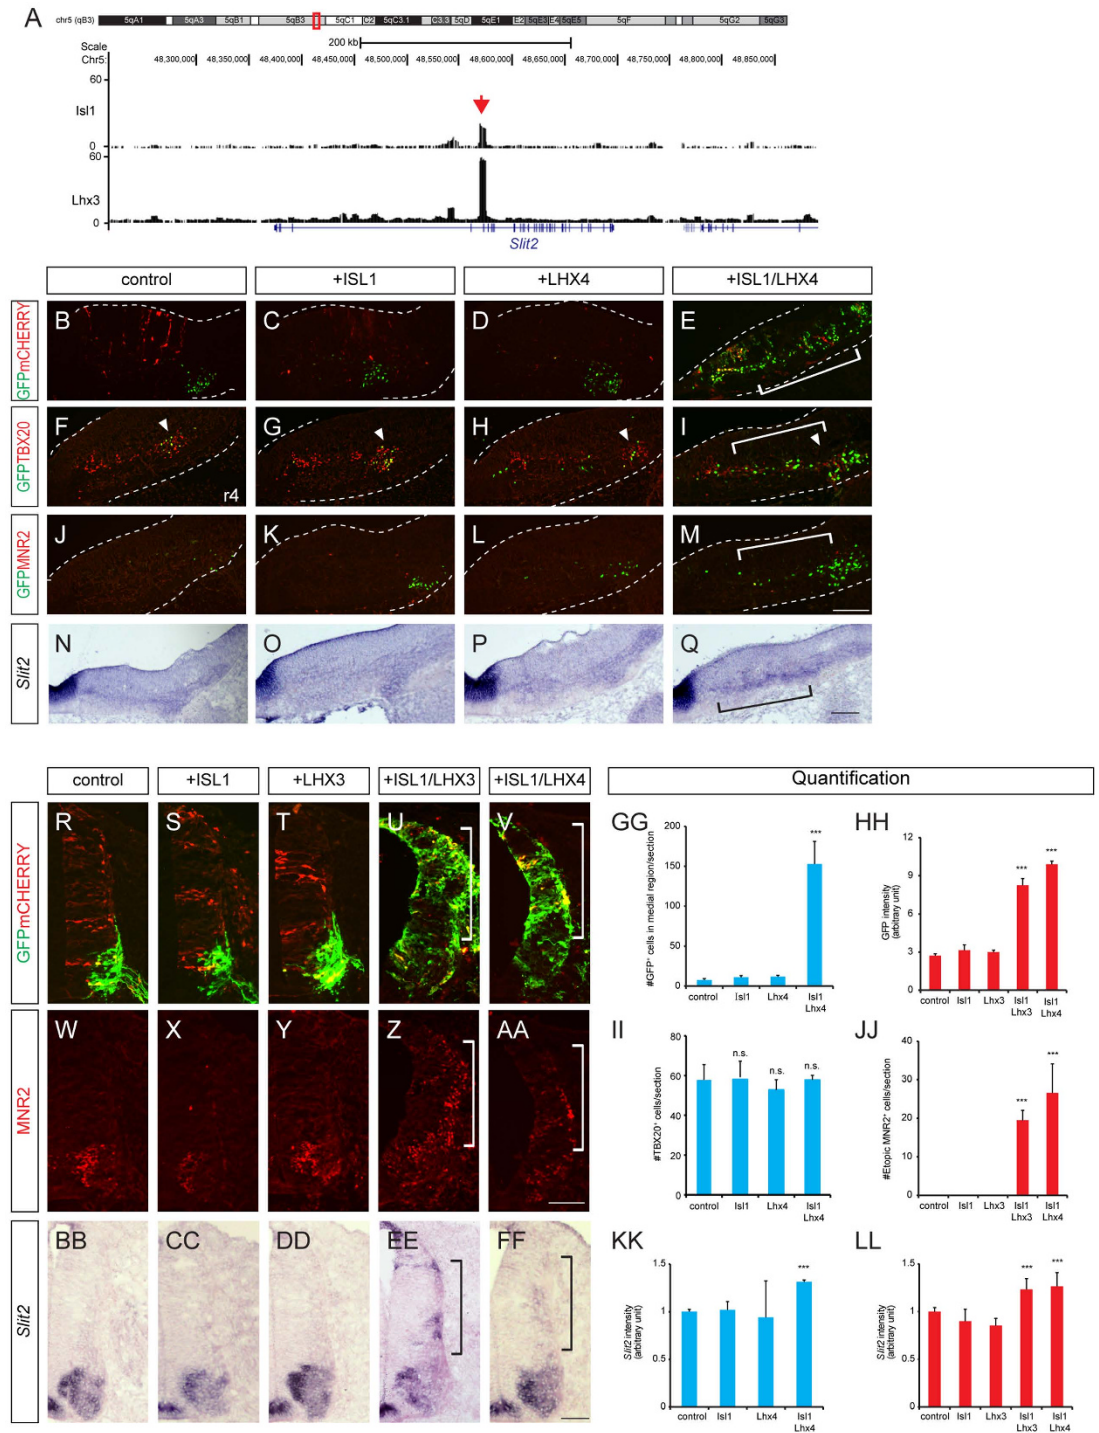 A
chr5 (qB3) 5qA1 5qA3 5qB1 5qB3 5qC1 C2 5qC3.1 C3.3 5qD 5qE1 E2 5qE3 E4 5qE5 5qF 5qG2 5qG3
Scale 200 kb
Chr5: 48,300,000 48,350,000 48,400,000 48,450,000 48,500,000 48,550,000 48,600,000 48,650,000 48,700,000 48,750,000 48,800,000 48,850,000
60
Isl1
0
60
Lhx3
0
Slit2
control +ISL1 +LHX4 +ISL1/LHX4
GFPmCHERRY
B C D E
GFPTBX20
F G H I
r4
GFPMNR2
J K L M
Slit2
N O P Q
control +ISL1 +LHX3 +ISL1/LHX3 +ISL1/LHX4
GFPmCHERRY
R S T U V
MNR2
W X Y Z AA
Slit2
BB CC DD EE FF
Quantification
GG
#GFP+ cells in medial region/section
200
150
100
50
0
***
control Isl1 Lhx4 Isl1 Lhx4
HH
GFP intensity (arbitrary unit)
12
9
6
3
0
*** ***
control Isl1 Lhx3 Isl1 Lhx3 Isl1 Lhx4
II
#TBX20+ cells/section
80
60
40
20
0
n.s. n.s. n.s.
control Isl1 Lhx4 Isl1 Lhx4
JJ
#Etopic MNR2+ cells/section
40
30
20
10
0
*** ***
control Isl1 Lhx3 Isl1 Lhx3 Isl1 Lhx4
KK
Slit2 intensity (arbitrary unit)
1.5
1
0.5
0
***
control Isl1 Lhx4 Isl1 Lhx4
LL
Slit2 intensity (arbitrary unit)
1.5
1
0.5
0
*** ***
control Isl1 Lhx3 Isl1 Lhx3 Isl1 Lhx4